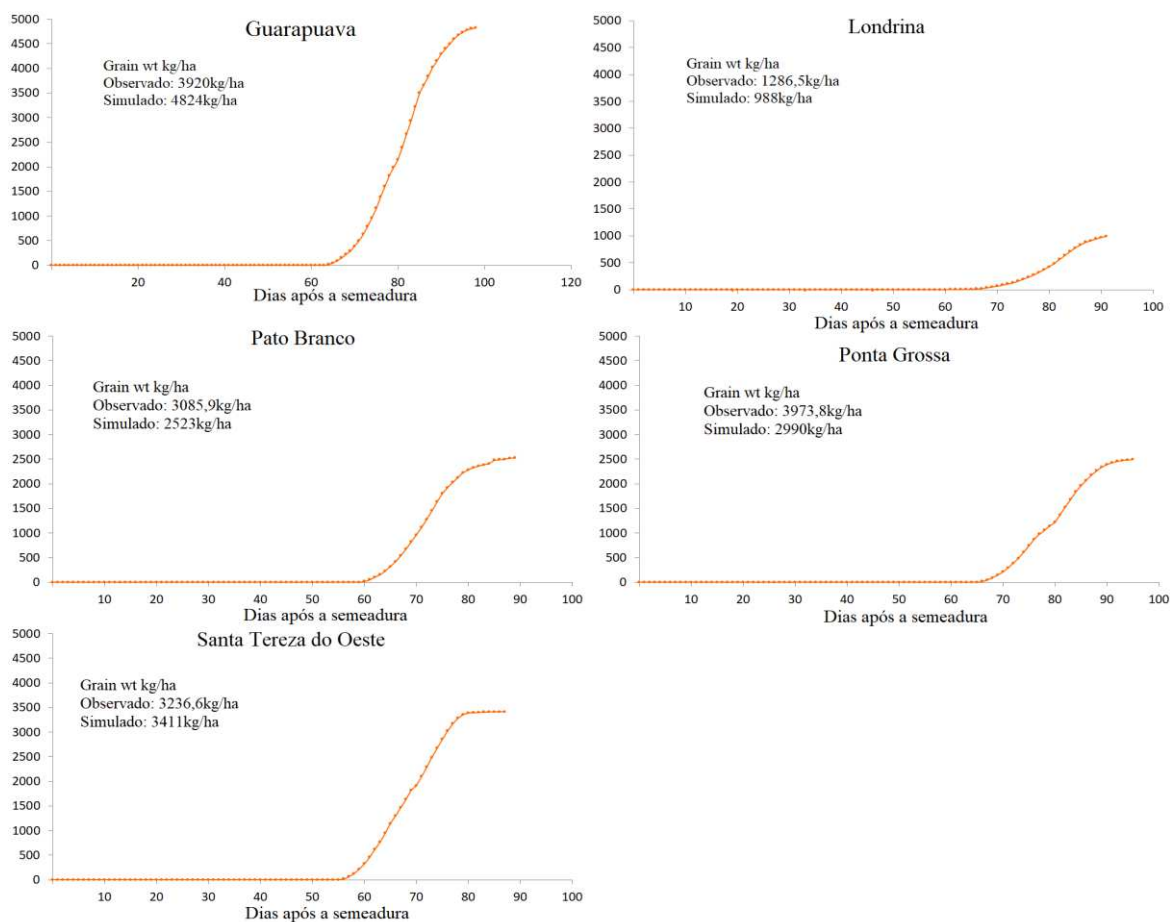 Guarapuava
Grain wt kg/ha
Observado: 3920kg/ha
Simulado: 4824kg/ha
5000
4500
4000
3500
3000
2500
2000
1500
1000
500
0
20 40 60 80 100 120
Dias após a semeadura
Londrina
Grain wt kg/ha
Observado: 1286,5kg/ha
Simulado: 988kg/ha
5000
4500
4000
3500
3000
2500
2000
1500
1000
500
0
10 20 30 40 50 60 70 80 90 100
Dias após a semeadura
Pato Branco
Grain wt kg/ha
Observado: 3085,9kg/ha
Simulado: 2523kg/ha
5000
4500
4000
3500
3000
2500
2000
1500
1000
500
0
10 20 30 40 50 60 70 80 90 100
Dias após a semeadura
Ponta Grossa
Grain wt kg/ha
Observado: 3973,8kg/ha
Simulado: 2990kg/ha
5000
4500
4000
3500
3000
2500
2000
1500
1000
500
0
10 20 30 40 50 60 70 80 90 100
Dias após a semeadura
Santa Tereza do Oeste
Grain wt kg/ha
Observado: 3236,6kg/ha
Simulado: 3411kg/ha
5000
4500
4000
3500
3000
2500
2000
1500
1000
500
0
10 20 30 40 50 60 70 80 90 100
Dias após a semeadura